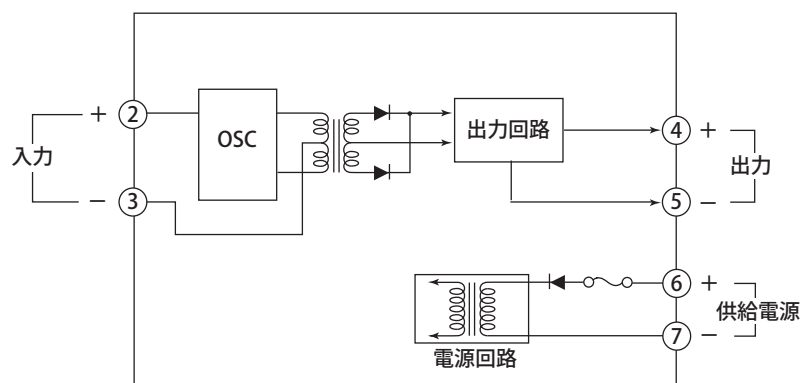 + ②
OSC
出力回路
④ +
入力
出力
− ③
⑤ −
⑥ +
供給電源
⑦ −
電源回路